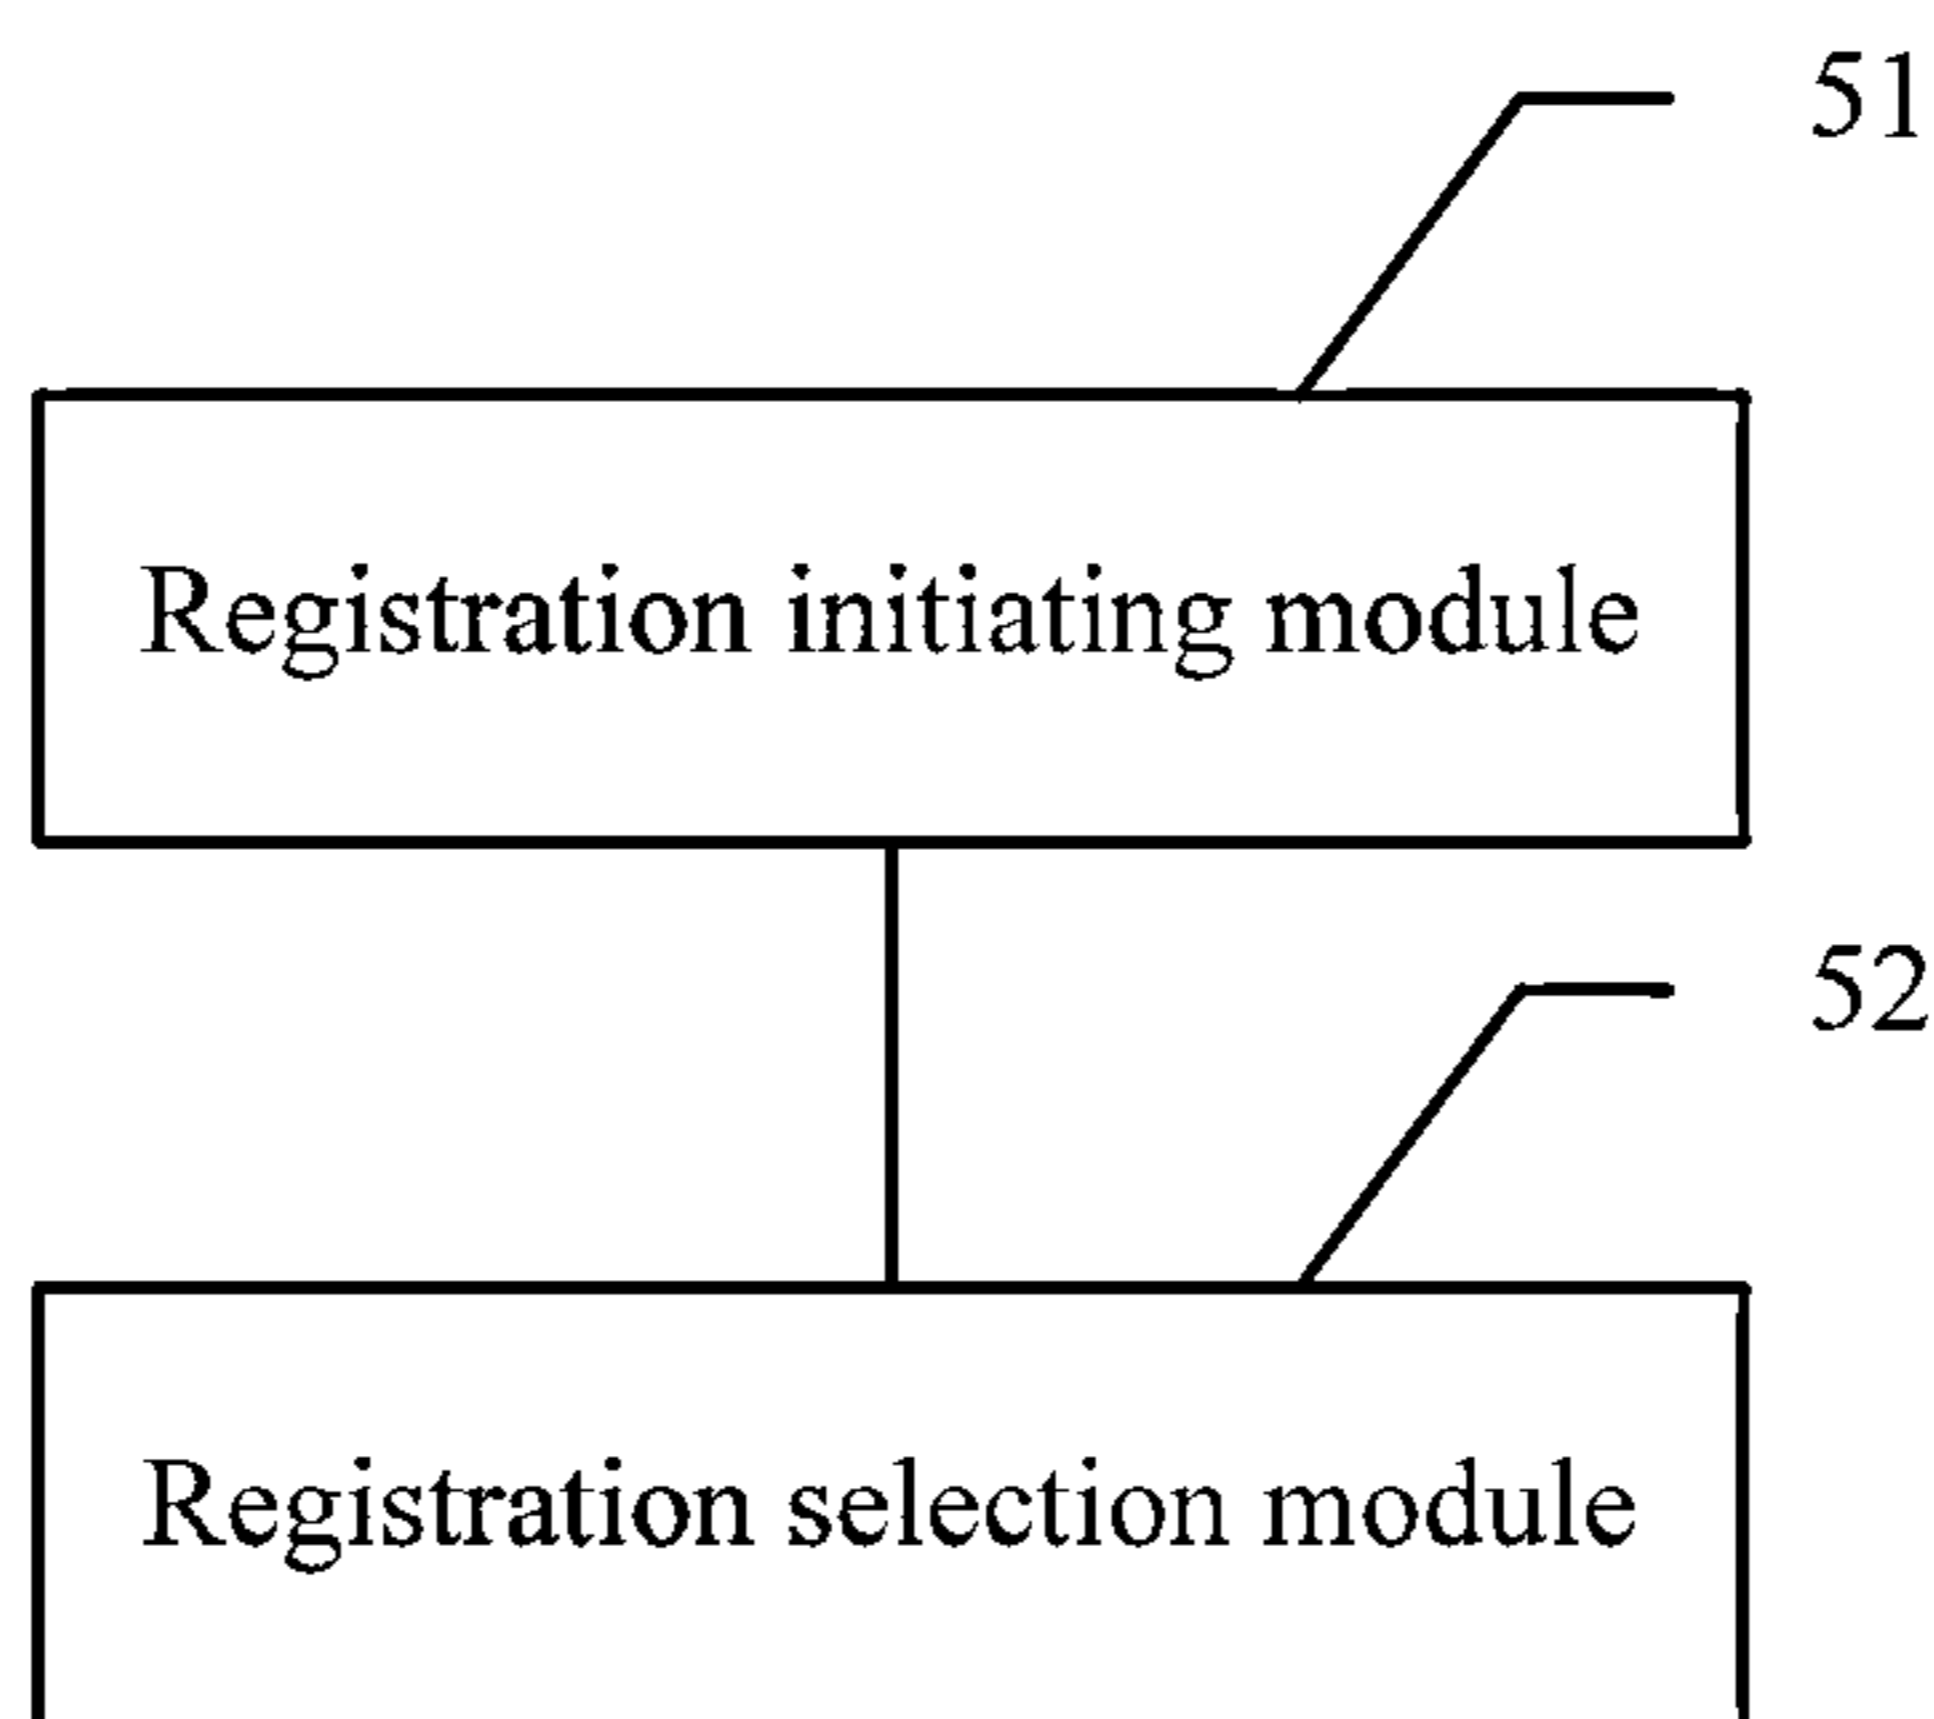 51
Registration initiating module
52
Registration selection module